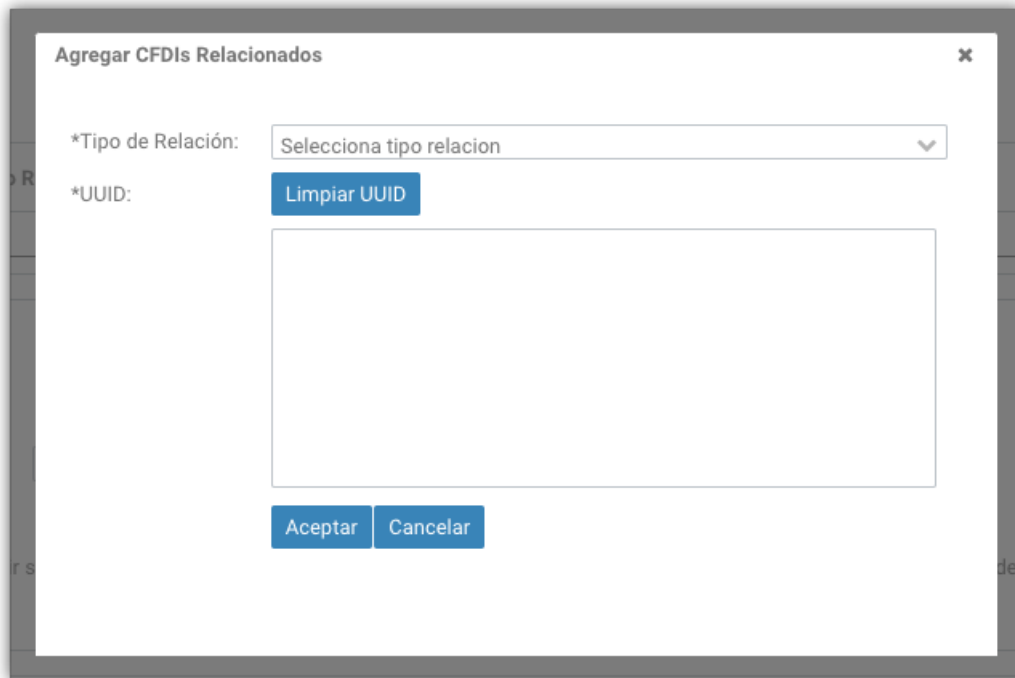 Agregar CFDIs Relacionados
*Tipo de Relación: Selecciona tipo relacion
*UUID: Limpiar UUID
Aceptar Cancelar